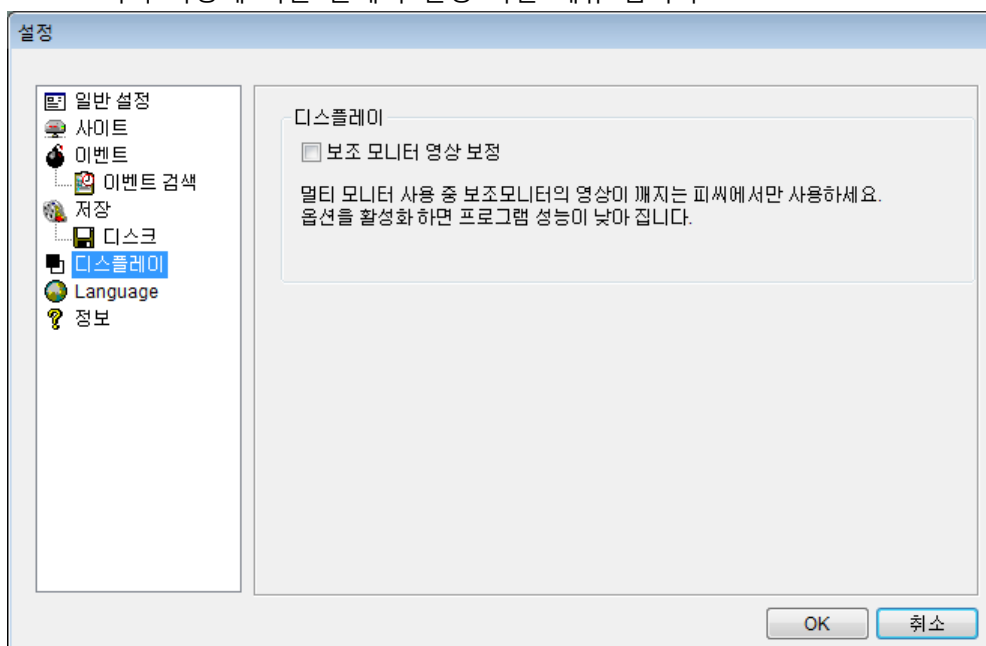 설정
일반 설정
사이트
이벤트
이벤트 검색
저장
디스크
디스플레이
Language
정보
디스플레이
보조 모니터 영상 보정
멀티 모니터 사용 중 보조모니터의 영상이 깨지는 피씨에서만 사용하세요.
옵션을 활성화 하면 프로그램 성능이 낮아 집니다.
OK
취소